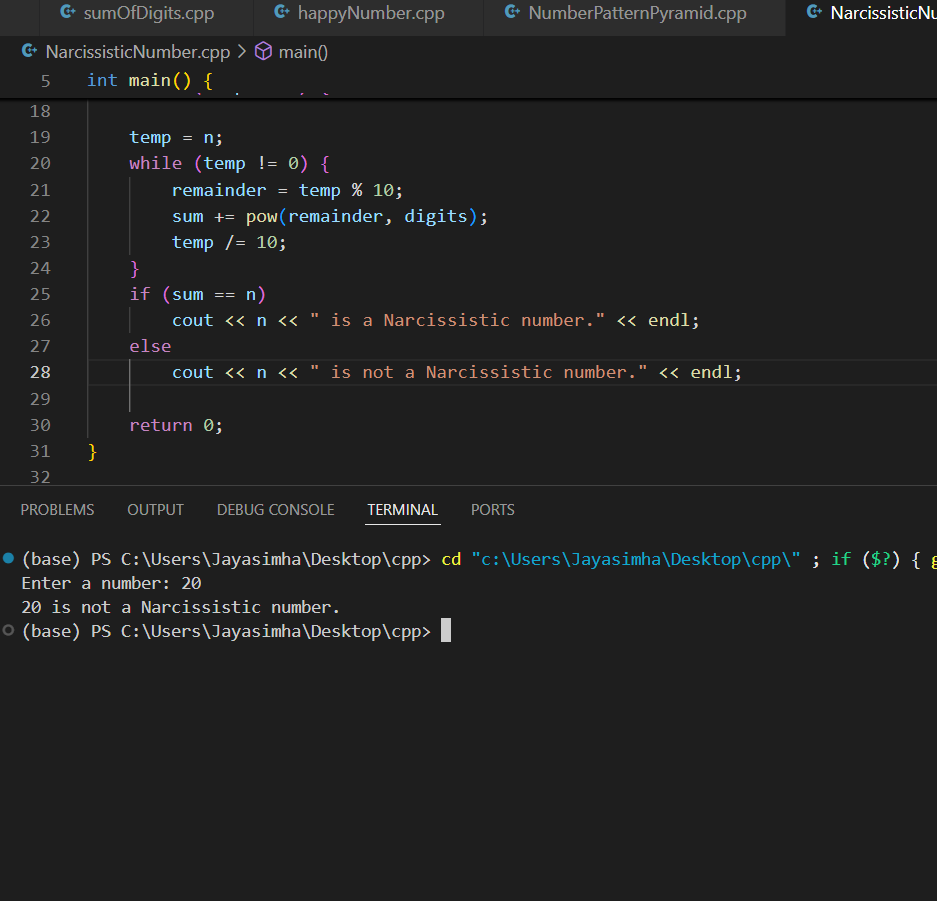 sumOfDigits.cpp happyNumber.cpp NumberPatternPyramid.cpp
NarcissisticNumber.cpp > main()
5 int main() {
18
19 temp = n;
20 while (temp != 0) {
21 remainder = temp % 10;
22 sum += pow(remainder, digits);
23 temp /= 10;
24 }
25 if (sum == n)
26 cout << n << " is a Narcissistic number." << endl;
27 else
28 cout << n << " is not a Narcissistic number." << endl;
29
30 return 0;
31 }
32
PROBLEMS OUTPUT DEBUG CONSOLE TERMINAL PORTS
(base) PS C:\Users\Jayasimha\Desktop\cpp> cd "c:\Users\Jayasimha\Desktop\cpp\" ; if ($?) {
Enter a number: 20
20 is not a Narcissistic number.
(base) PS C:\Users\Jayasimha\Desktop\cpp>